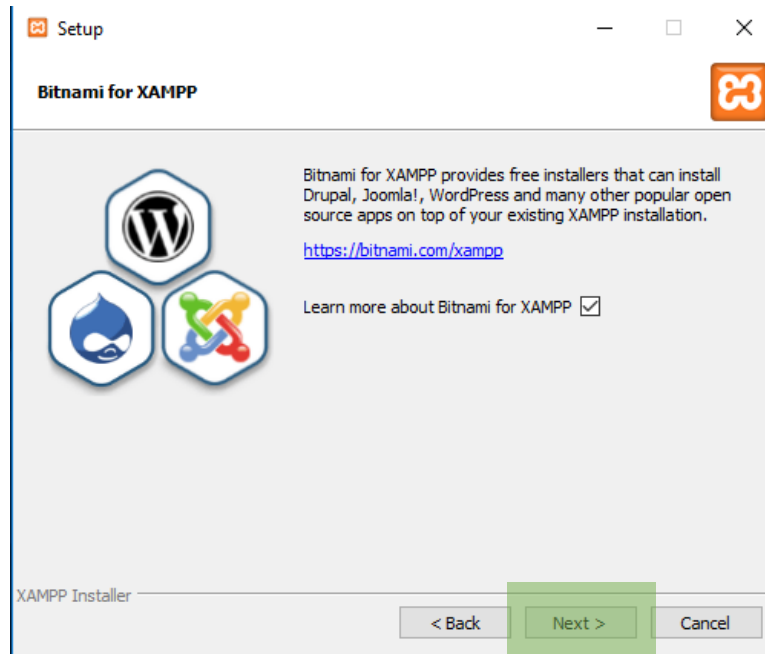 Setup
Bitnami for XAMPP
Bitnami for XAMPP provides free installers that can install
Drupal, Joomla!, WordPress and many other popular open
source apps on top of your existing XAMPP installation.
https://bitnami.com/xampp
Learn more about Bitnami for XAMPP
XAMPP Installer
< Back Next > Cancel